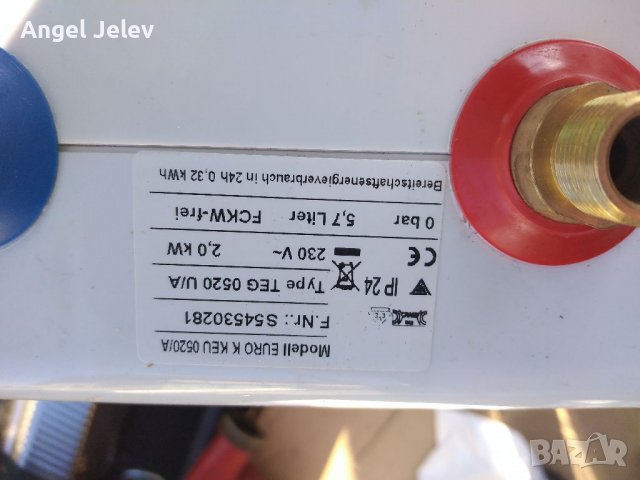 Angel Jelev
Modell EURO K KEU 0520/A
F.Nr.: S54530281
IP 24 Type TEG 0520 U/A
CE 230 V~ 2,0 kW
0 bar 5,7 Liter FCKW-frei
Bereitschaftsenergieverbrauch in 24h 0,32 kWh
BAZAR